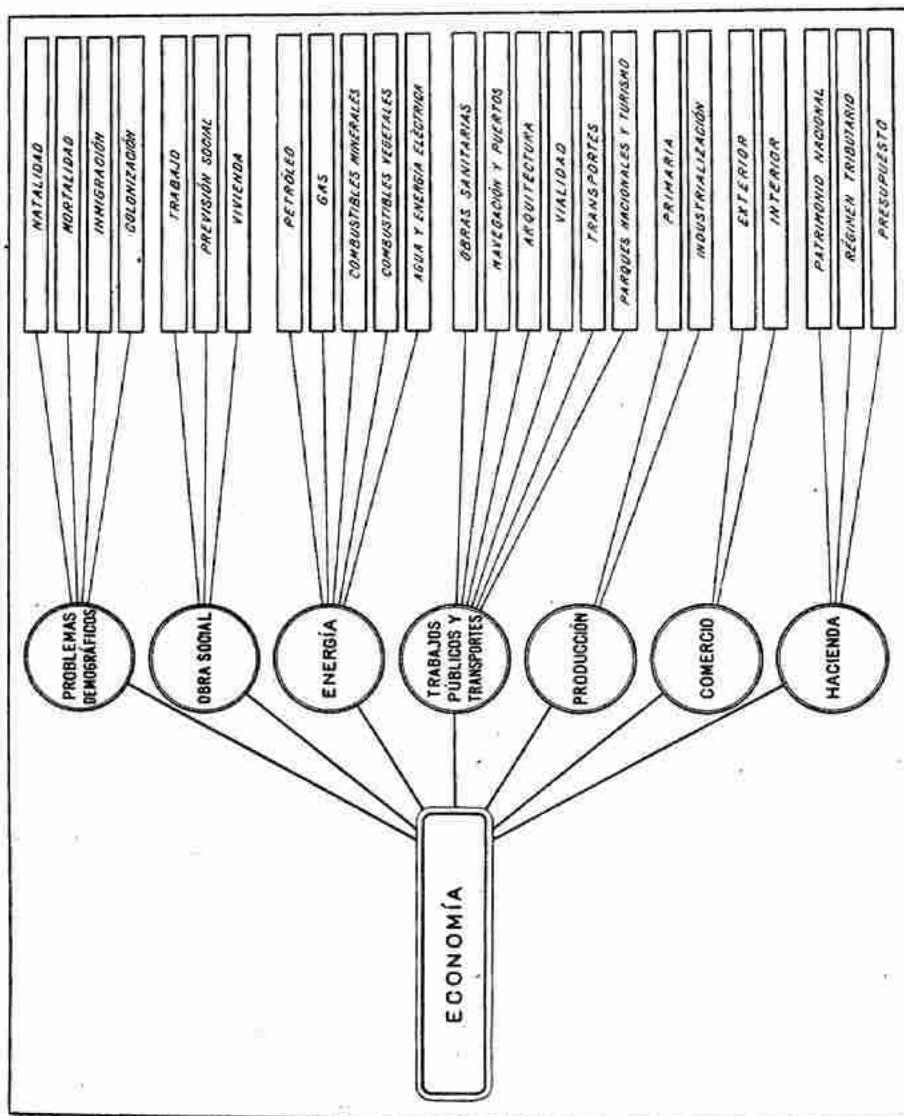 ECONOMÍA
PROBLEMAS
DEMOGRÁFICOS
NATALIDAD
MORTALIDAD
INMIGRACIÓN
COLONIZACIÓN
OBRA SOCIAL
TRABAJO
PREVISIÓN SOCIAL
VIVIENDA
ENERGÍA
PETRÓLEO
GAS
COMBUSTIBLES MINERALES
COMBUSTIBLES VEGETALES
AGUA Y ENERGÍA ELÉCTRICA
TRABAJOS
PÚBLICOS Y
TRANSPORTES
OBRAS SANITARIAS
NAVEGACIÓN Y PUERTOS
ARQUITECTURA
VIALIDAD
TRANSPORTES
PARQUES NACIONALES Y TURISMO
PRODUCCIÓN
PRIMARIA
INDUSTRIALIZACIÓN
COMERCIO
EXTERIOR
INTERIOR
HACIENDA
PATRIMONIO NACIONAL
RÉGIMEN TRIBUTARIO
PRESUPUESTO